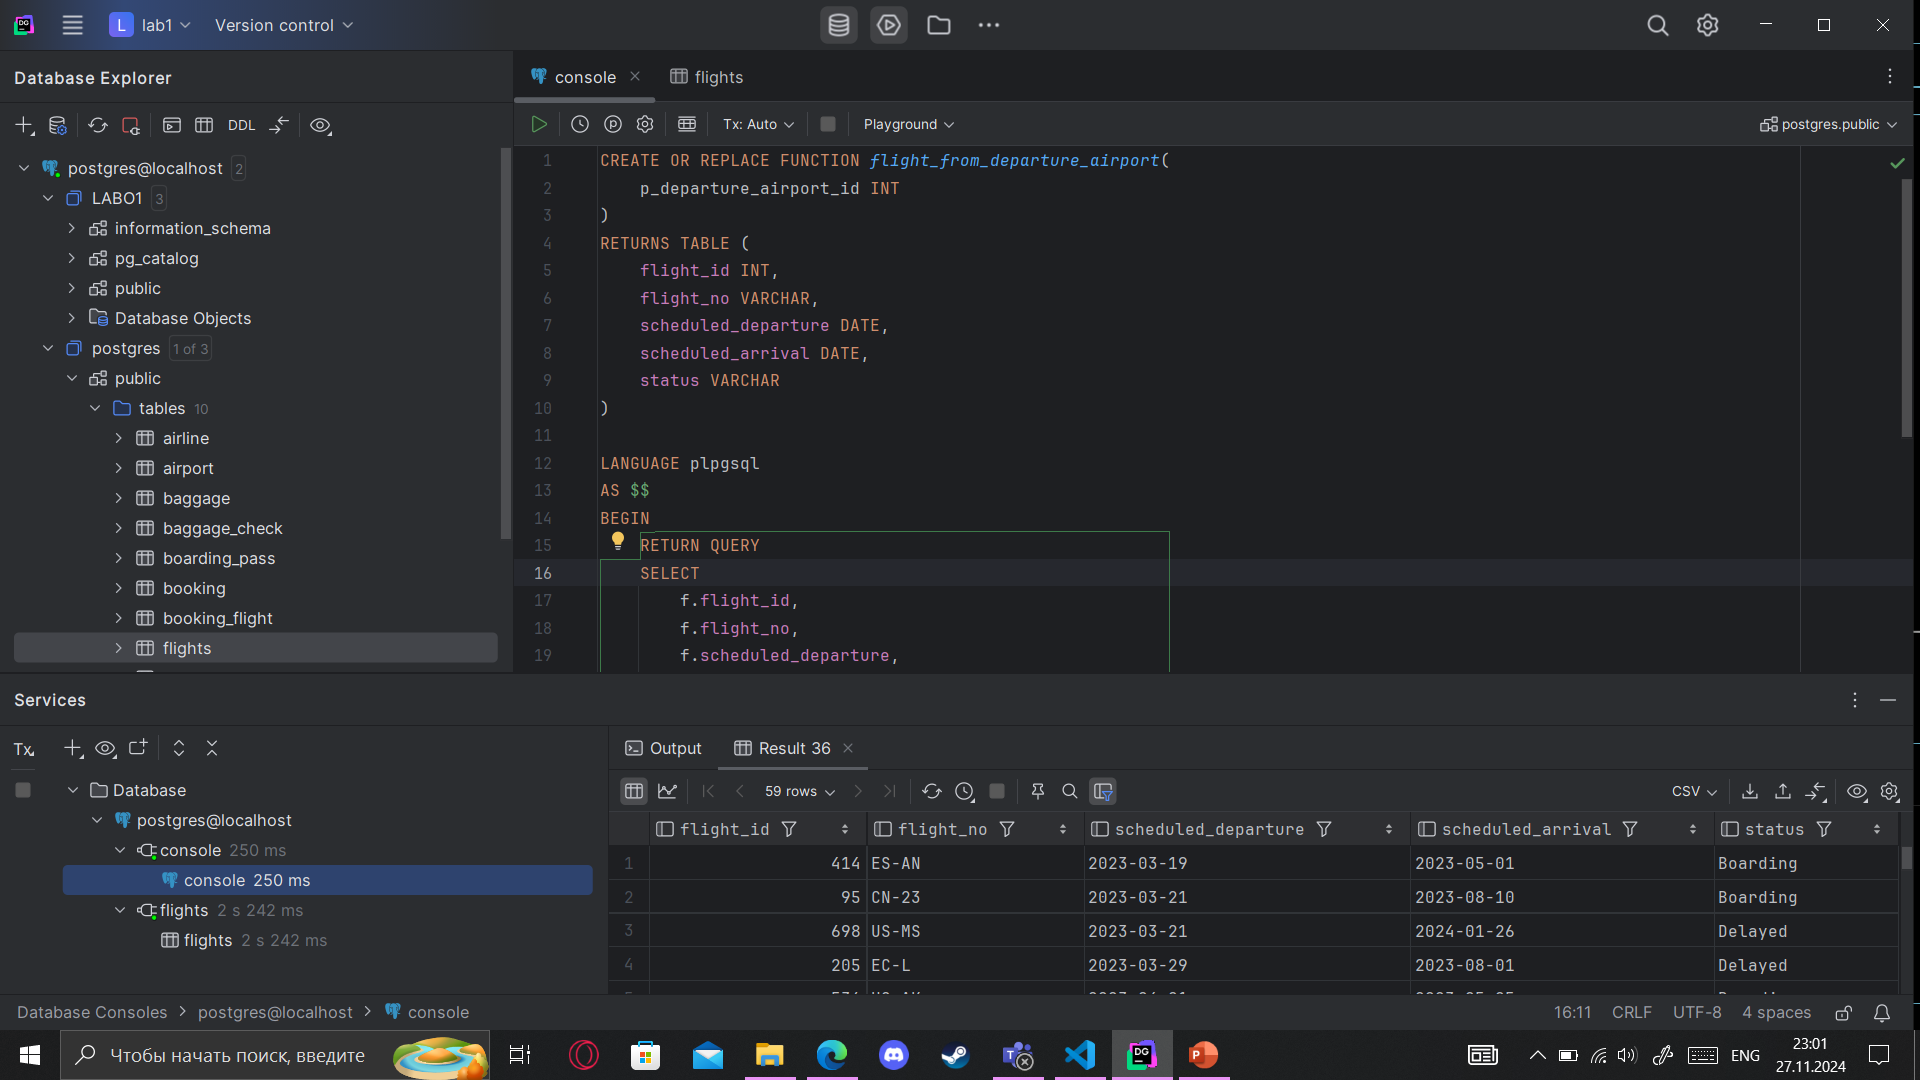 L lab1 Version control
Database Explorer
DDL
postgres@localhost 2
LABO1 3
information_schema
pg_catalog
public
Database Objects
postgres 1 of 3
public
tables 10
airline
airport
baggage
baggage_check
boarding_pass
booking
booking_flight
flights
console flights
Tx: Auto Playground postgres.public
1 CREATE OR REPLACE FUNCTION flight_from_departure_airport(
2 p_departure_airport_id INT
3 )
4 RETURNS TABLE (
5 flight_id INT,
6 flight_no VARCHAR,
7 scheduled_departure DATE,
8 scheduled_arrival DATE,
9 status VARCHAR
10 )
11
12 LANGUAGE plpgsql
13 AS $$
14 BEGIN
15 RETURN QUERY
16 SELECT
17 f.flight_id,
18 f.flight_no,
19 f.scheduled_departure,
Services
Tx
Database
postgres@localhost
console 250 ms
console 250 ms
flights 2 s 242 ms
flights 2 s 242 ms
Output Result 36
59 rows CSV
flight_id flight_no scheduled_departure scheduled_arrival status
1 414 ES-AN 2023-03-19 2023-05-01 Boarding
2 95 CN-23 2023-03-21 2023-08-10 Boarding
3 698 US-MS 2023-03-21 2024-01-26 Delayed
4 205 EC-L 2023-03-29 2023-08-01 Delayed
Database Consoles > postgres@localhost > console
16:11 CRLF UTF-8 4 spaces
Чтобы начать поиск, введите
ENG
23:01
27.11.2024